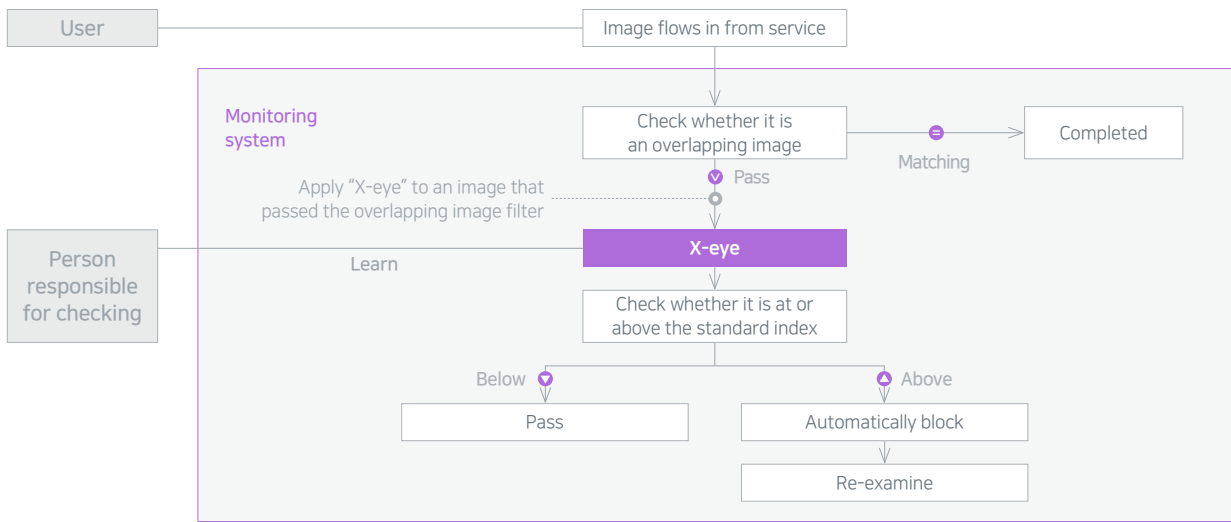 User
Image flows in from service
Monitoring
system
Check whether it is
an overlapping image
Matching
Completed
Pass
Apply “X-eye” to an image that
passed the overlapping image filter
Person
responsible
for checking
Learn
X-eye
Check whether it is at or
above the standard index
Below
Above
Pass
Automatically block
Re-examine